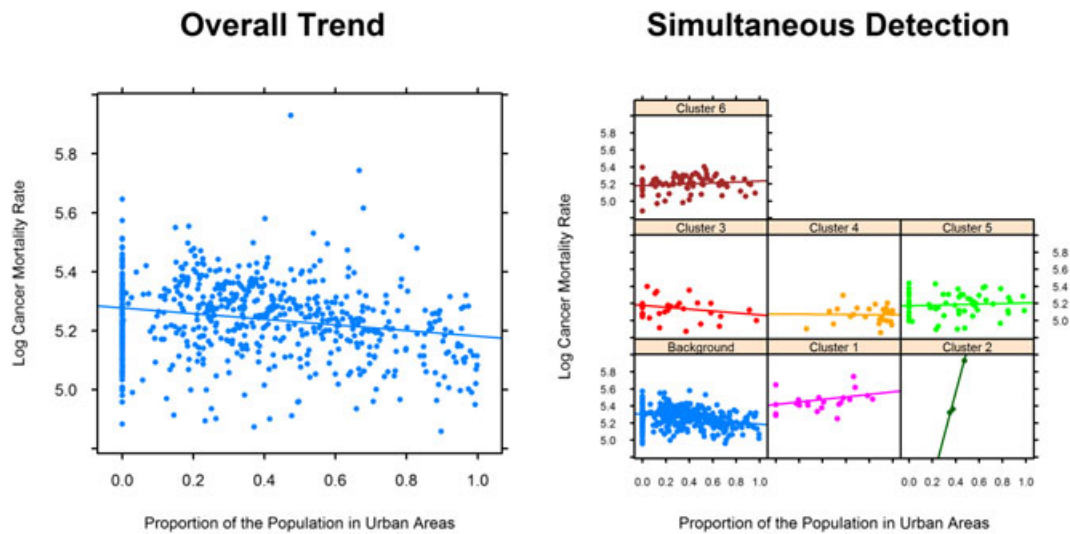 Overall Trend
Log Cancer Mortality Rate
5.8
5.6
5.4
5.2
5.0
0.0 0.2 0.4 0.6 0.8 1.0
Proportion of the Population in Urban Areas
Simultaneous Detection
Log Cancer Mortality Rate
Cluster 6
5.8
5.6
5.4
5.2
5.0
Cluster 3 Cluster 4 Cluster 5
5.8
5.6
5.4
5.2
5.0
Background Cluster 1 Cluster 2
5.8
5.6
5.4
5.2
5.0
0.0 0.2 0.4 0.6 0.8 1.0 0.0 0.2 0.4 0.6 0.8 1.0
Proportion of the Population in Urban Areas